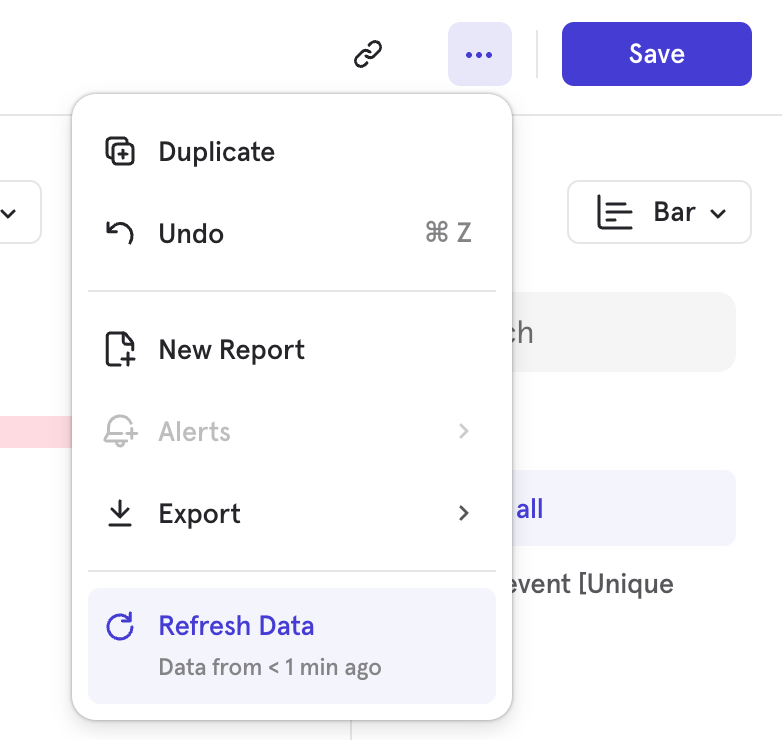 Save
Duplicate
Undo ⌘ Z
Bar
New Report
ch
Alerts
Export
all
event [Unique
Refresh Data
Data from < 1 min ago